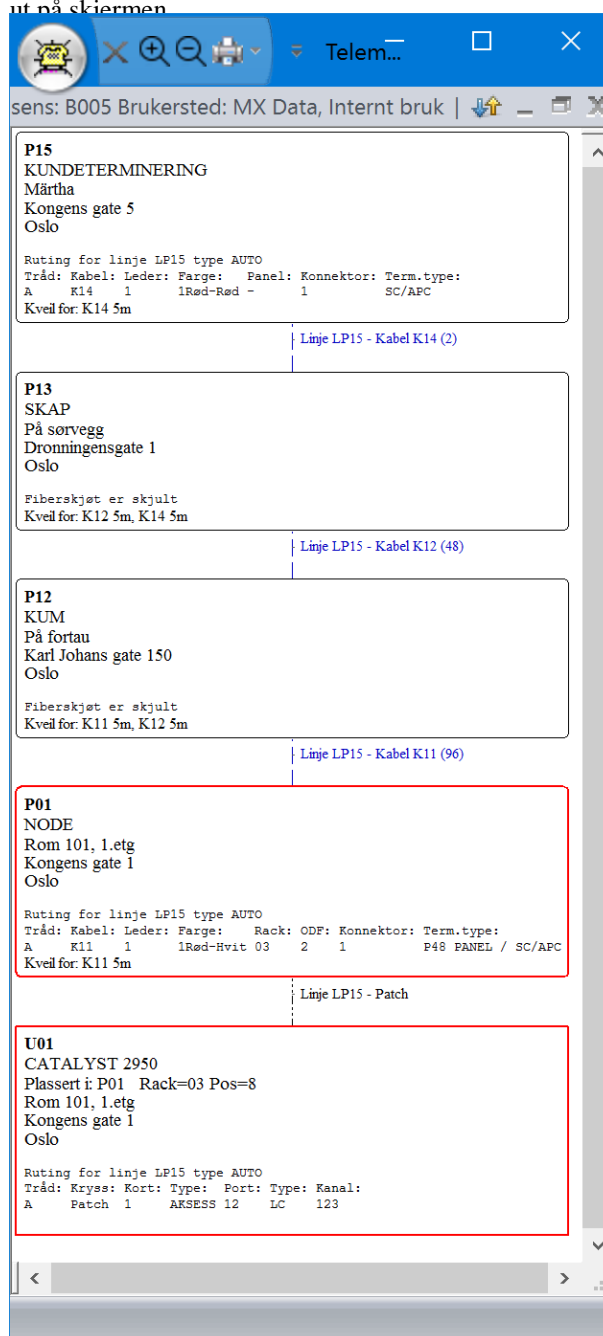 ut på skjermen
Telem...
sens: B005 Brukersted: MX Data, Internt bruk |
P15
KUNDETERMINERING
Märtha
Kongens gate 5
Oslo
Ruting for linje LP15 type AUTO
Tråd: Kabel: Leder: Farge: Panel: Konnektor: Term.type:
A K14 1 1Rød-Rød - 1 SC/APC
Kveil for: K14 5m
Linje LP15 - Kabel K14 (2)
P13
SKAP
På sørvegg
Dronningensgate 1
Oslo
Fiberskjøt er skjult
Kveil for: K12 5m, K14 5m
Linje LP15 - Kabel K12 (48)
P12
KUM
På fortau
Karl Johans gate 150
Oslo
Fiberskjøt er skjult
Kveil for: K11 5m, K12 5m
Linje LP15 - Kabel K11 (96)
P01
NODE
Rom 101, 1.etg
Kongens gate 1
Oslo
Ruting for linje LP15 type AUTO
Tråd: Kabel: Leder: Farge: Rack: ODF: Konnektor: Term.type:
A K11 1 1Rød-Hvit 03 2 1 P48 PANEL / SC/APC
Kveil for: K11 5m
Linje LP15 - Patch
U01
CATALYST 2950
Plassert i: P01 Rack=03 Pos=8
Rom 101, 1.etg
Kongens gate 1
Oslo
Ruting for linje LP15 type AUTO
Tråd: Kryss: Kort: Type: Port: Type: Kanal:
A Patch 1 AKSESS 12 LC 123